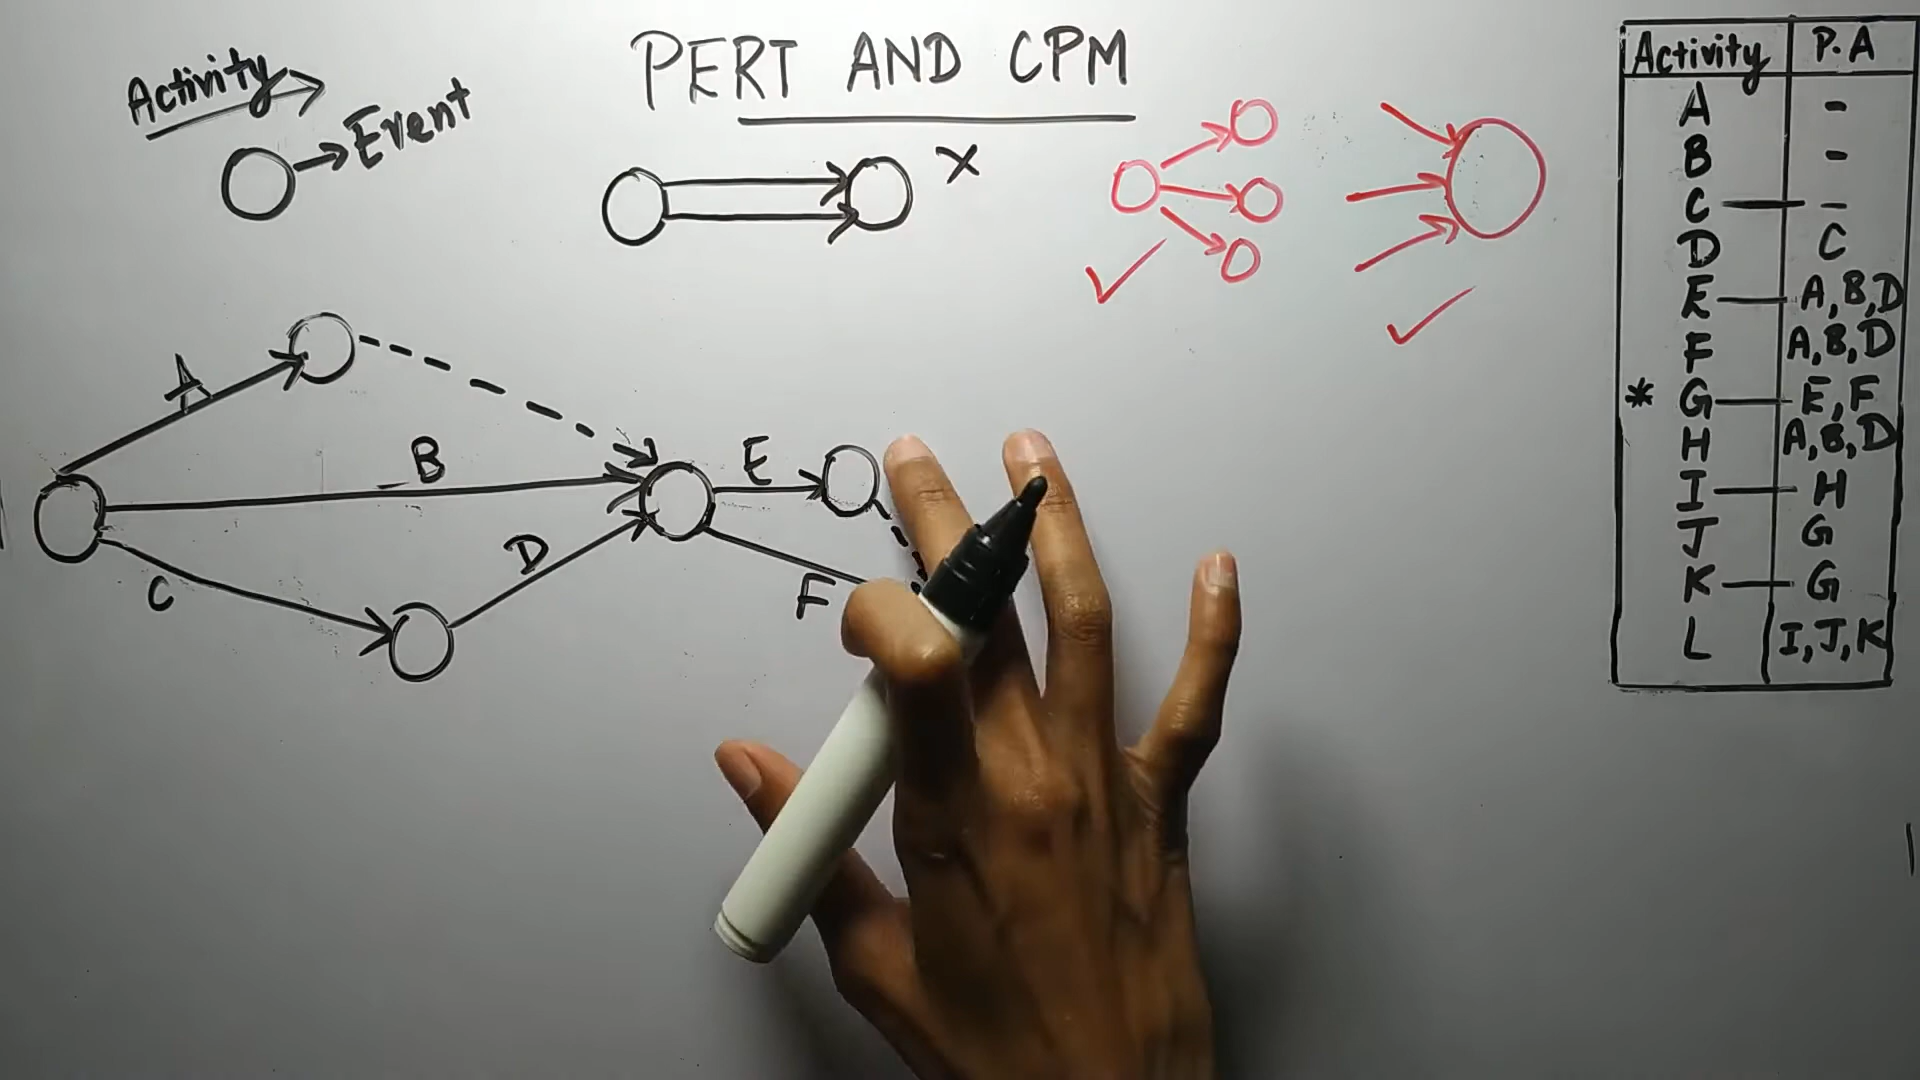 PERT AND CPM
Activity
Event
X
A
B
C
D
E
F
Activity P.A
A -
B -
C -
D C
E A, B, D
F A, B, D
* G E, F
H A, B, D
I H
J G
K G
L I, J, K